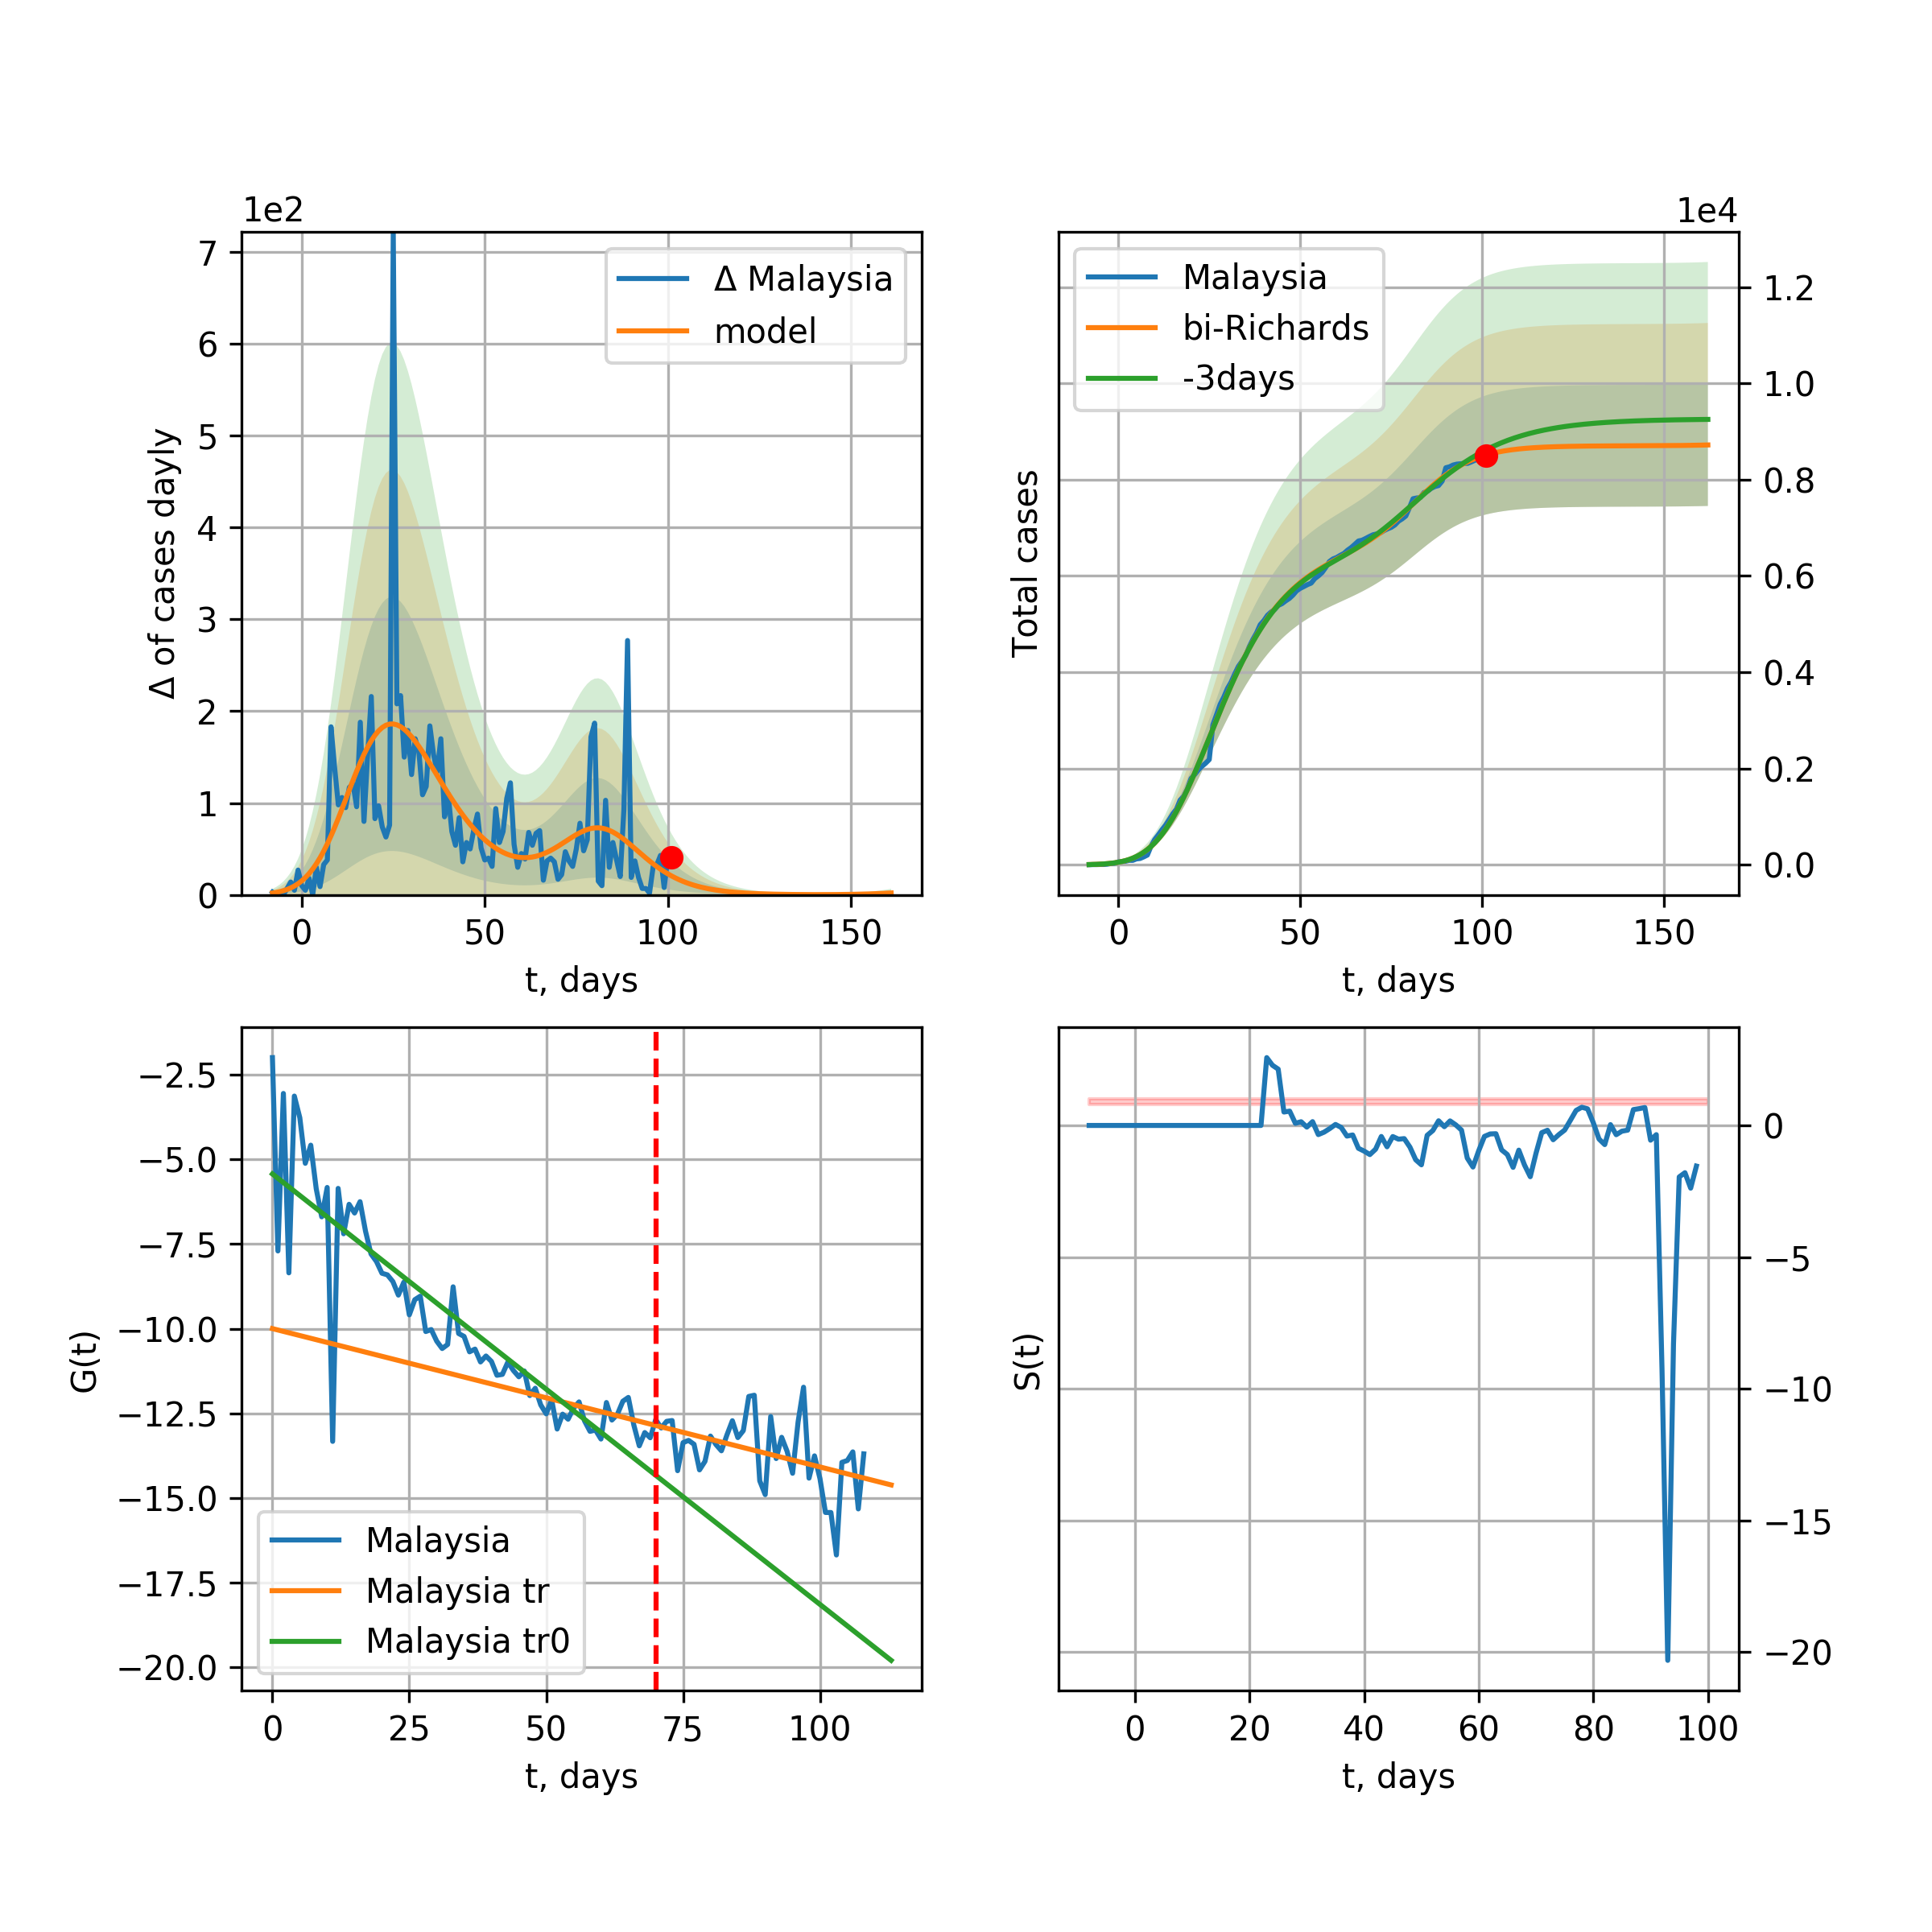 1e2
7
6
5
4
3
2
1
0
Δ of cases dayly
Δ Malaysia
model
0 50 100 150
t, days
1e4
Malaysia
bi-Richards
-3days
Total cases
1.2
1.0
0.8
0.6
0.4
0.2
0.0
0 50 100 150
t, days
−2.5
−5.0
−7.5
−10.0
−12.5
−15.0
−17.5
−20.0
G(t)
Malaysia
Malaysia tr
Malaysia tr0
0 25 50 75 100
t, days
S(t)
0
−5
−10
−15
−20
0 20 40 60 80 100
t, days